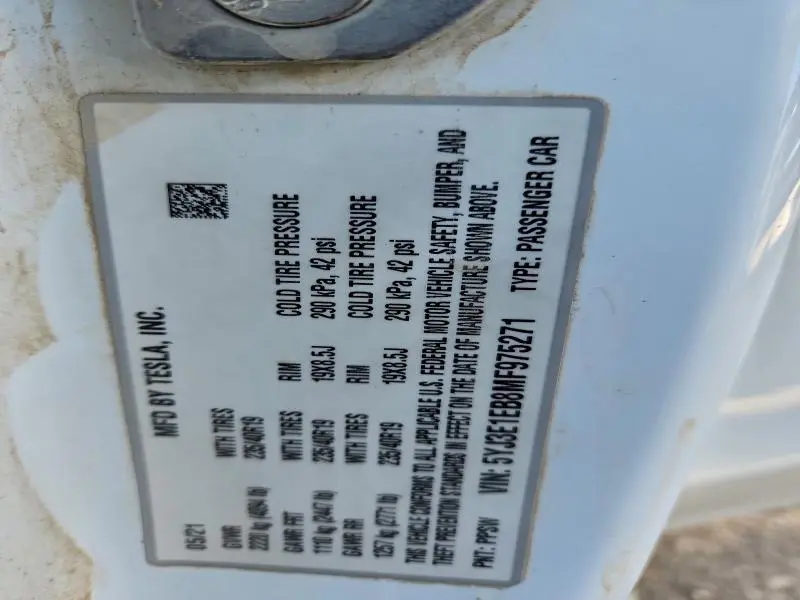 MFD BY TESLA, INC.
05/21
GVWR WITH TIRES
2220 kg (4894 lb) 235/40R19
GAWR FRT WITH TIRES RIM COLD TIRE PRESSURE
1110 kg (2447 lb) 235/40R19 19X8.5J 290 kPa, 42 psi
GAWR RR WITH TIRES RIM COLD TIRE PRESSURE
1257 kg (2771 lb) 235/40R19 19X8.5J 290 kPa, 42 psi
THIS VEHICLE CONFORMS TO ALL APPLICABLE U.S. FEDERAL MOTOR VEHICLE SAFETY, BUMPER, AND
THEFT PREVENTION STANDARDS IN EFFECT ON THE DATE OF MANUFACTURE SHOWN ABOVE.
PNT: PPSW VIN: 5YJ3E1EB8MF975271 TYPE: PASSENGER CAR